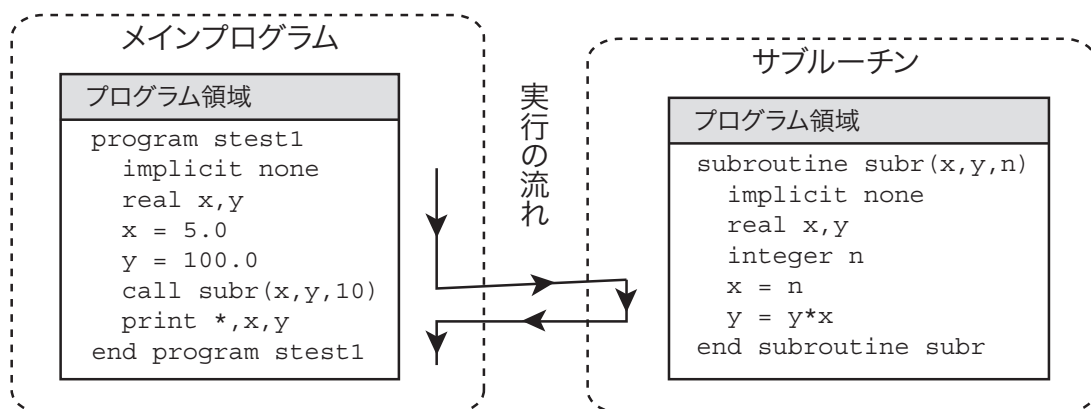 メインプログラム
プログラム領域
program stest1
  implicit none
  real x,y
  x = 5.0
  y = 100.0
  call subr(x,y,10)
  print *,x,y
end program stest1
実行の流れ
サブルーチン
プログラム領域
subroutine subr(x,y,n)
  implicit none
  real x,y
  integer n
  x = n
  y = y*x
end subroutine subr